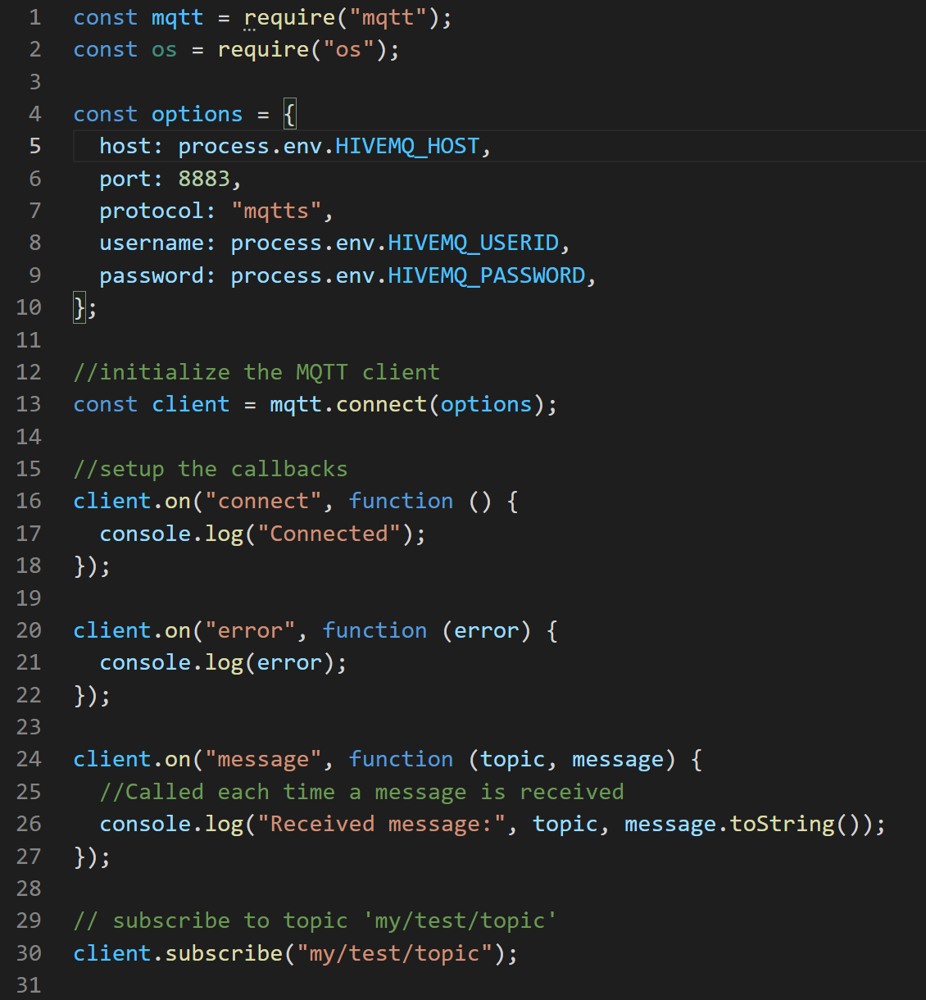 1 const mqtt = require("mqtt");
2 const os = require("os");
3
4 const options = {
5   host: process.env.HIVEMQ_HOST,
6   port: 8883,
7   protocol: "mqtts",
8   username: process.env.HIVEMQ_USERID,
9   password: process.env.HIVEMQ_PASSWORD,
10 };
11
12 //initialize the MQTT client
13 const client = mqtt.connect(options);
14
15 //setup the callbacks
16 client.on("connect", function () {
17   console.log("Connected");
18 });
19
20 client.on("error", function (error) {
21   console.log(error);
22 });
23
24 client.on("message", function (topic, message) {
25   //Called each time a message is received
26   console.log("Received message:", topic, message.toString());
27 });
28
29 // subscribe to topic 'my/test/topic'
30 client.subscribe("my/test/topic");
31